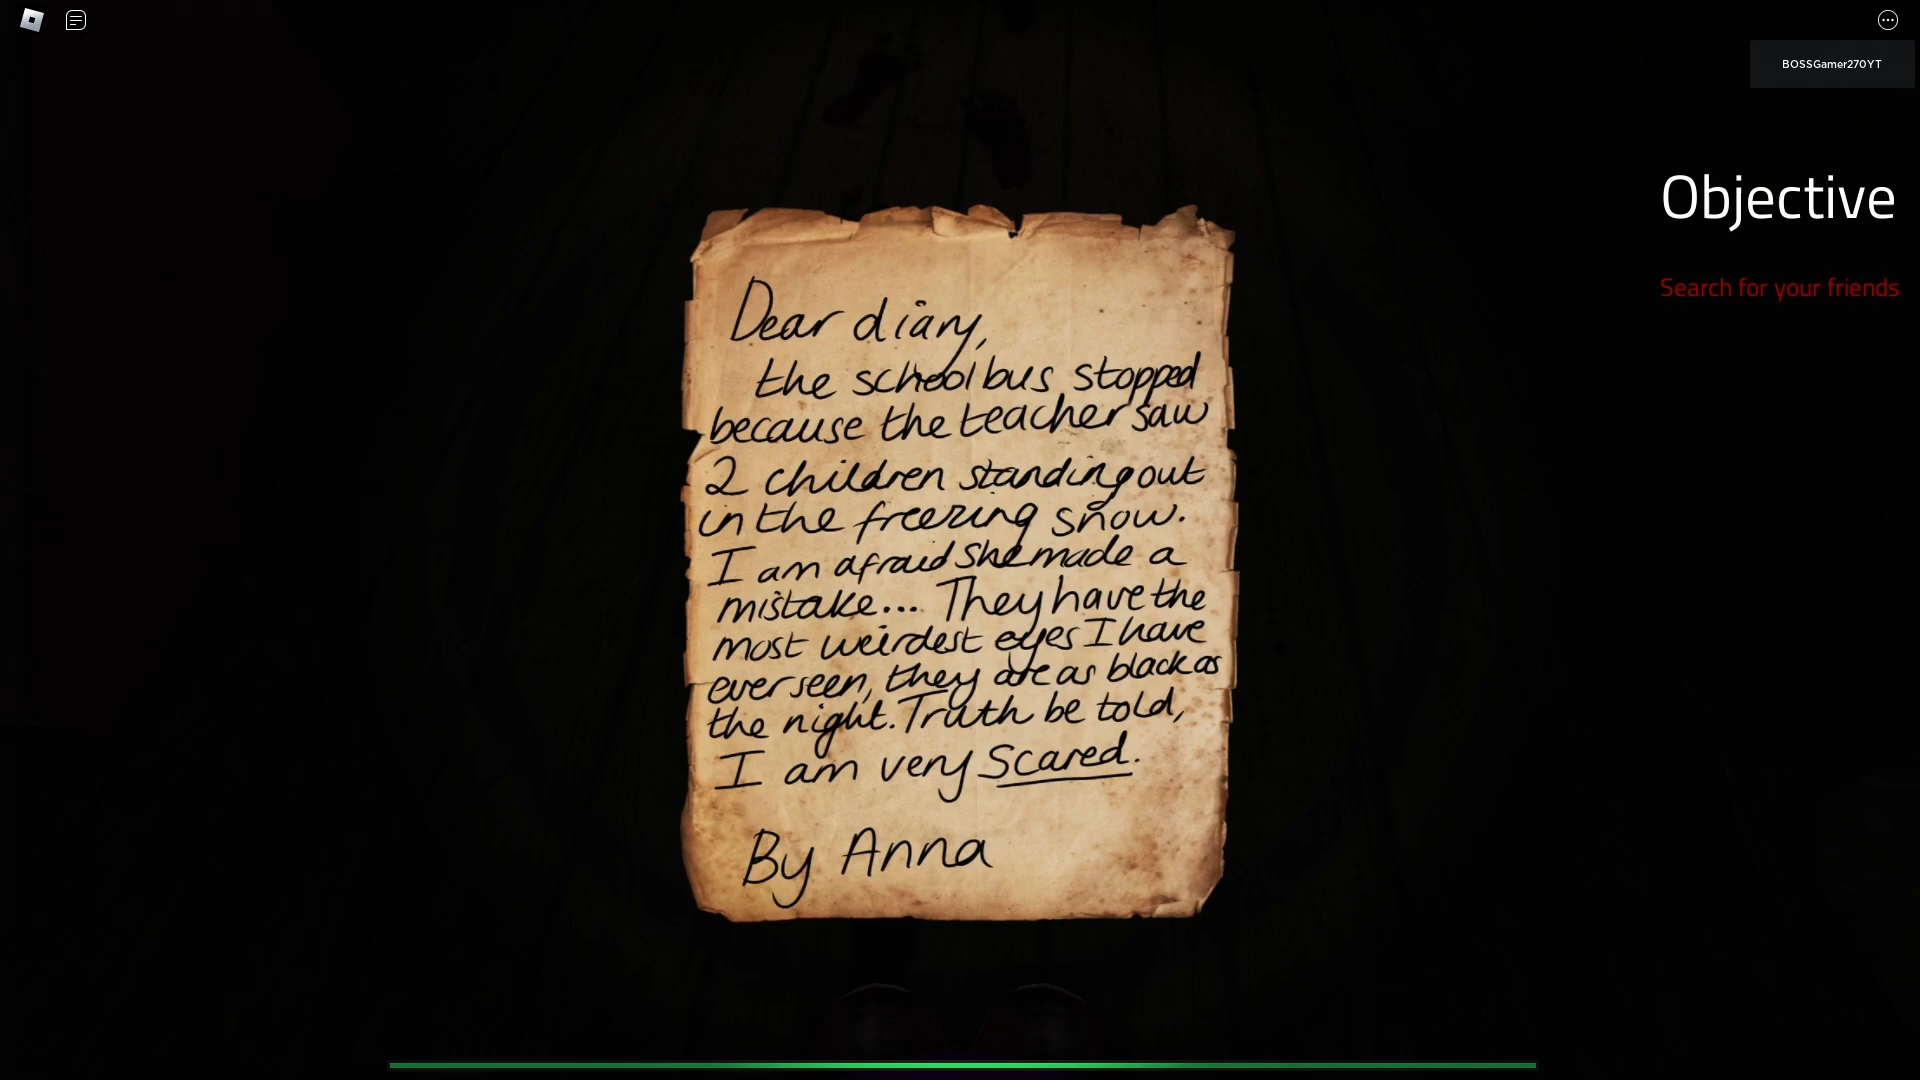 BOSSGamer270YT
Objective
Search for your friends
Dear diary,
the school bus stopped
because the teacher saw
2 children standing out
in the freezing snow.
I am afraid she made a
mistake... They have the
most weirdest eyes I have
ever seen, they are as black as
the night. Truth be told,
I am very scared.
By Anna